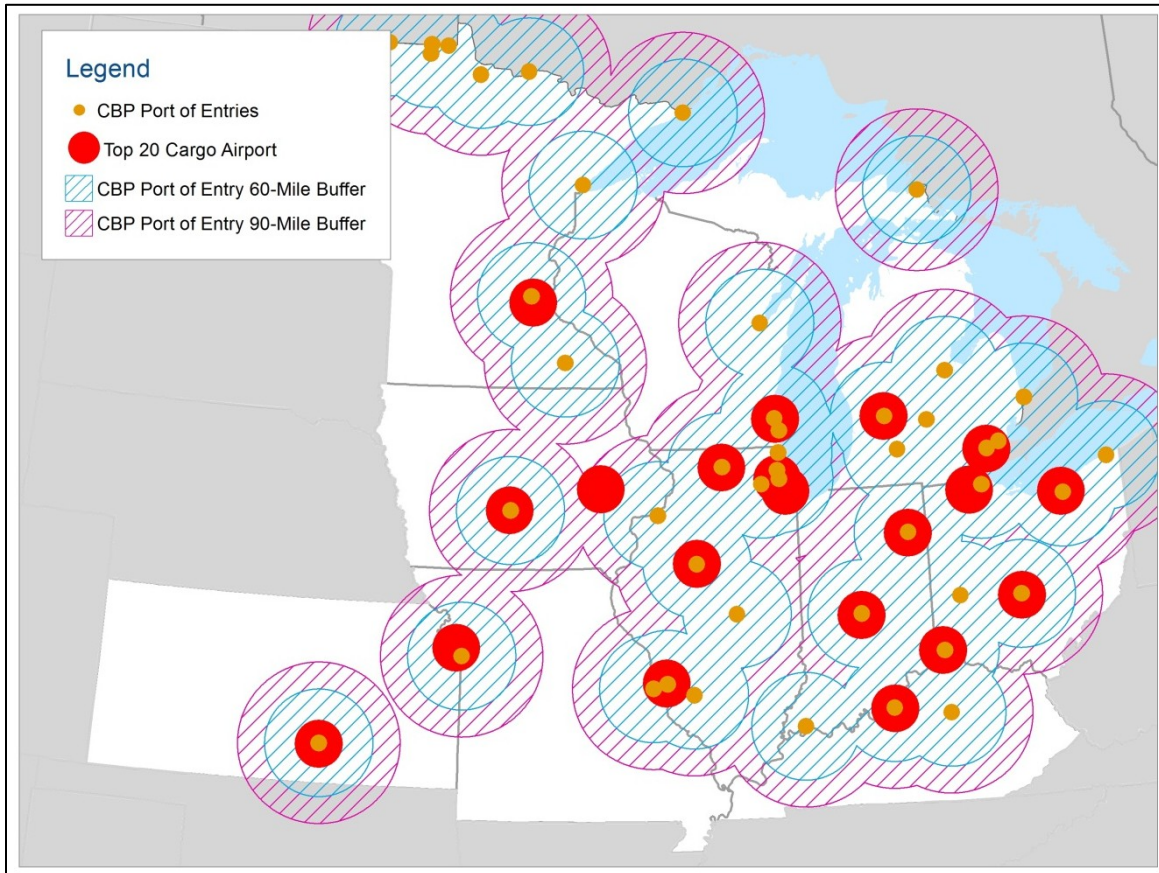 Legend
CBP Port of Entries
Top 20 Cargo Airport
CBP Port of Entry 60-Mile Buffer
CBP Port of Entry 90-Mile Buffer